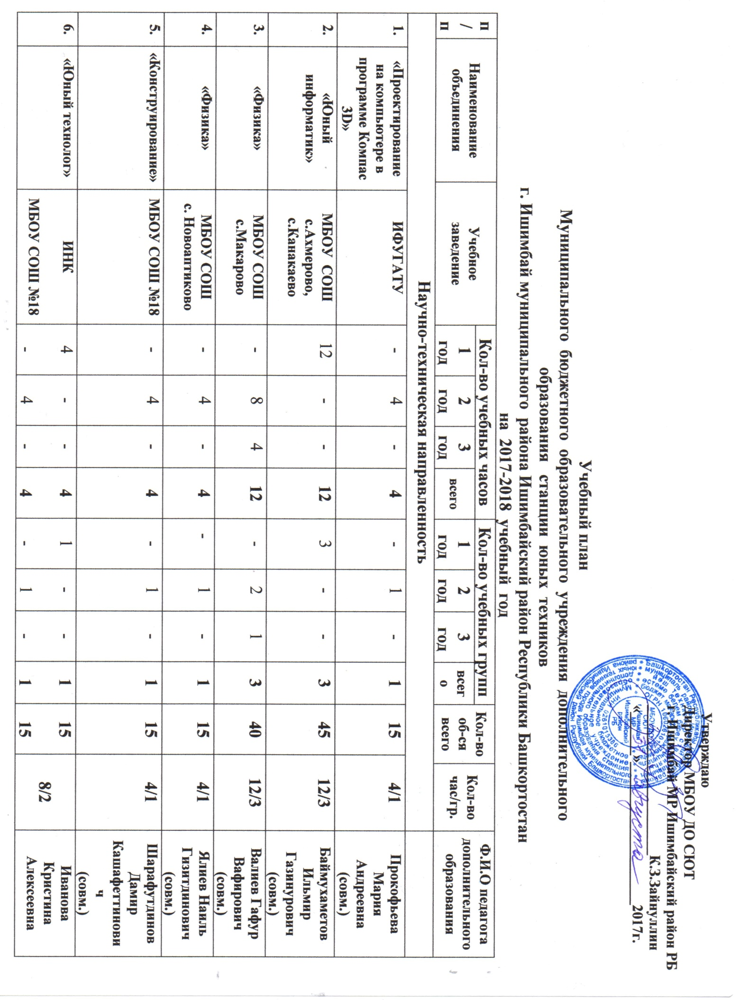 Утверждаю
Директор МБОУ ДО СЮТ
г. Ишимбай МР Ишимбайский район РБ
К.З.Зайнуллин
« 31 » августа 2017г.
Учебный план
Муниципального бюджетного образовательного учреждения дополнительного
образования станции юных техников
г. Ишимбай муниципального района Ишимбайский район Республики Башкортостан
на 2017-2018 учебный год
п
/
п
Наименование
объединения
Учебное
заведение
Кол-во учебных часов
1
год
2
год
3
год
всего
Кол-во учебных групп
1
год
2
год
3
год
всег
о
Кол-во
об-ся
всего
Кол-во
час/гр.
Ф.И.О педагога
дополнительного
образования
Научно-техническая направленность
1.
«Проектирование
на компьютере в
программе Компас
3D»
ИФУГАТУ
- 4 - 4 - 1 - 1 15 4/1
Прокофьева
Мария
Андреевна
(совм.)
2.
«Юный
информатик»
МБОУ СОШ
с.Ахмерово,
с.Канакаево
12 - - 12 3 - - 3 45 12/3
Баймухаметов
Ильмир
Газинурович
(совм.)
3.
«Физика»
МБОУ СОШ
с.Макарово
- 8 4 12 - 2 1 3 40 12/3
Валиев Гафур
Вафирович
(совм.)
4.
«Физика»
МБОУ СОШ
с. Новоаптиково
- 4 - 4 - 1 - 1 15 4/1
Ялиев Наиль
Гизитдинович
(совм.)
5.
«Конструирование»
МБОУ СОШ №18
- 4 - 4 - 1 - 1 15 4/1
Шарафутдинов
Дамир
Кашафеттинови
ч
(совм.)
6.
«Юный технолог»
ИНК
4 - - 4 1 - - 1 15
МБОУ СОШ №18
- 4 - 4 - 1 - 1 15
8/2
Иванова
Кристина
Алексеевна